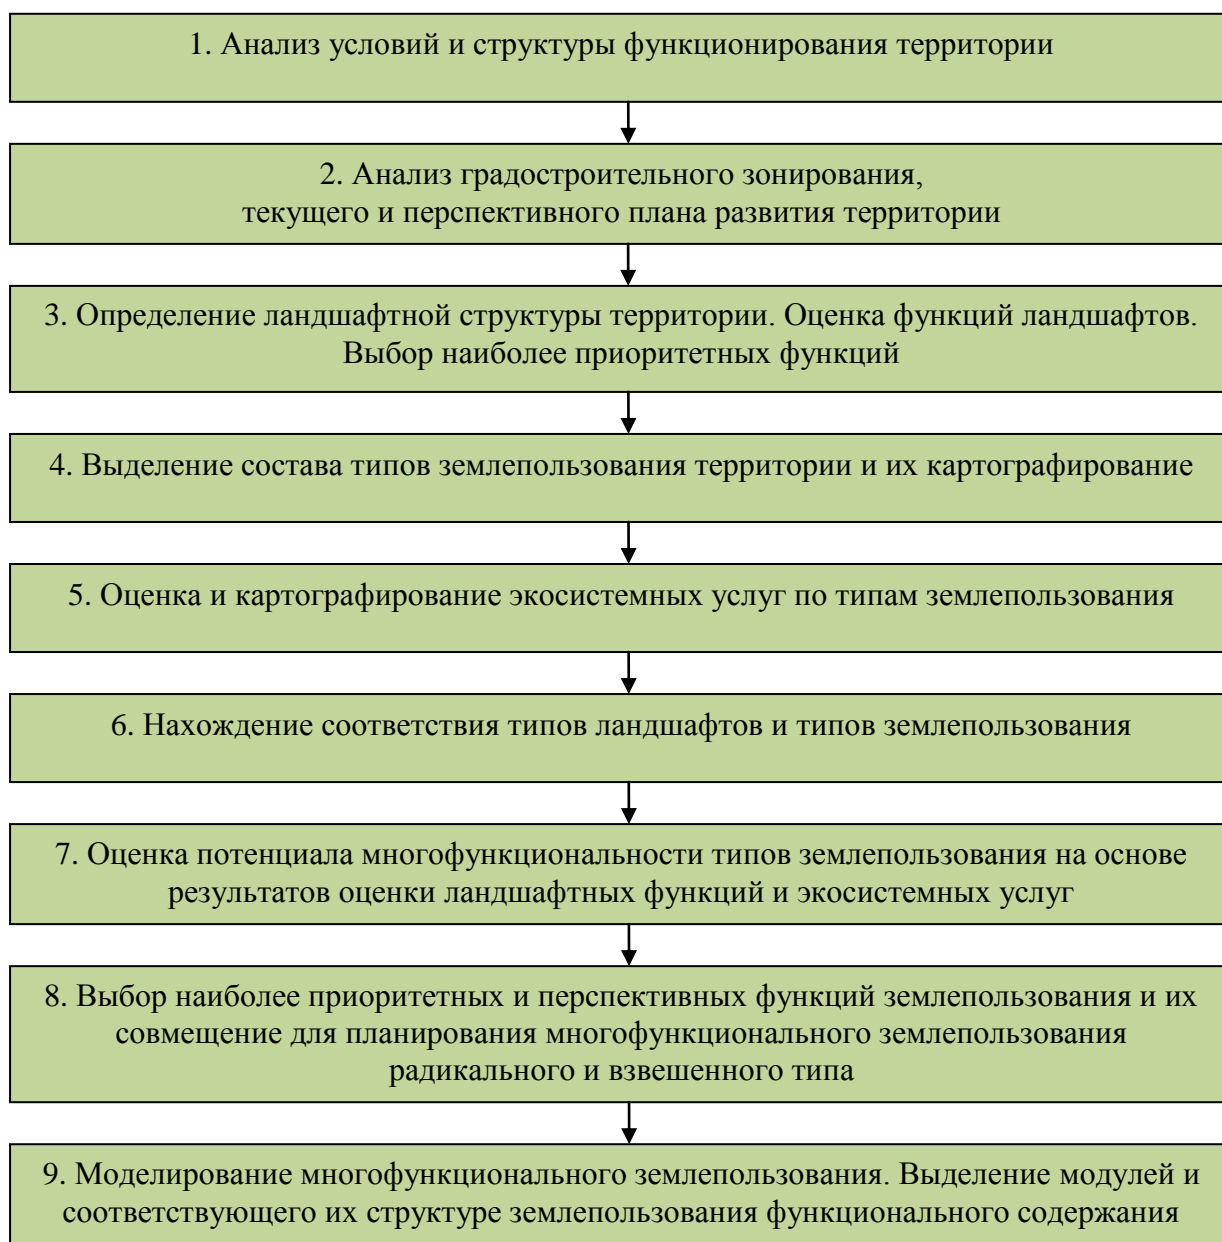 1. Анализ условий и структуры функционирования территории
2. Анализ градостроительного зонирования,
текущего и перспективного плана развития территории
3. Определение ландшафтной структуры территории. Оценка функций ландшафтов.
Выбор наиболее приоритетных функций
4. Выделение состава типов землепользования территории и их картографирование
5. Оценка и картографирование экосистемных услуг по типам землепользования
6. Нахождение соответствия типов ландшафтов и типов землепользования
7. Оценка потенциала многофункциональности типов землепользования на основе
результатов оценки ландшафтных функций и экосистемных услуг
8. Выбор наиболее приоритетных и перспективных функций землепользования и их
совмещение для планирования многофункционального землепользования
радикального и взвешенного типа
9. Моделирование многофункционального землепользования. Выделение модулей и
соответствующего их структуре землепользования функционального содержания